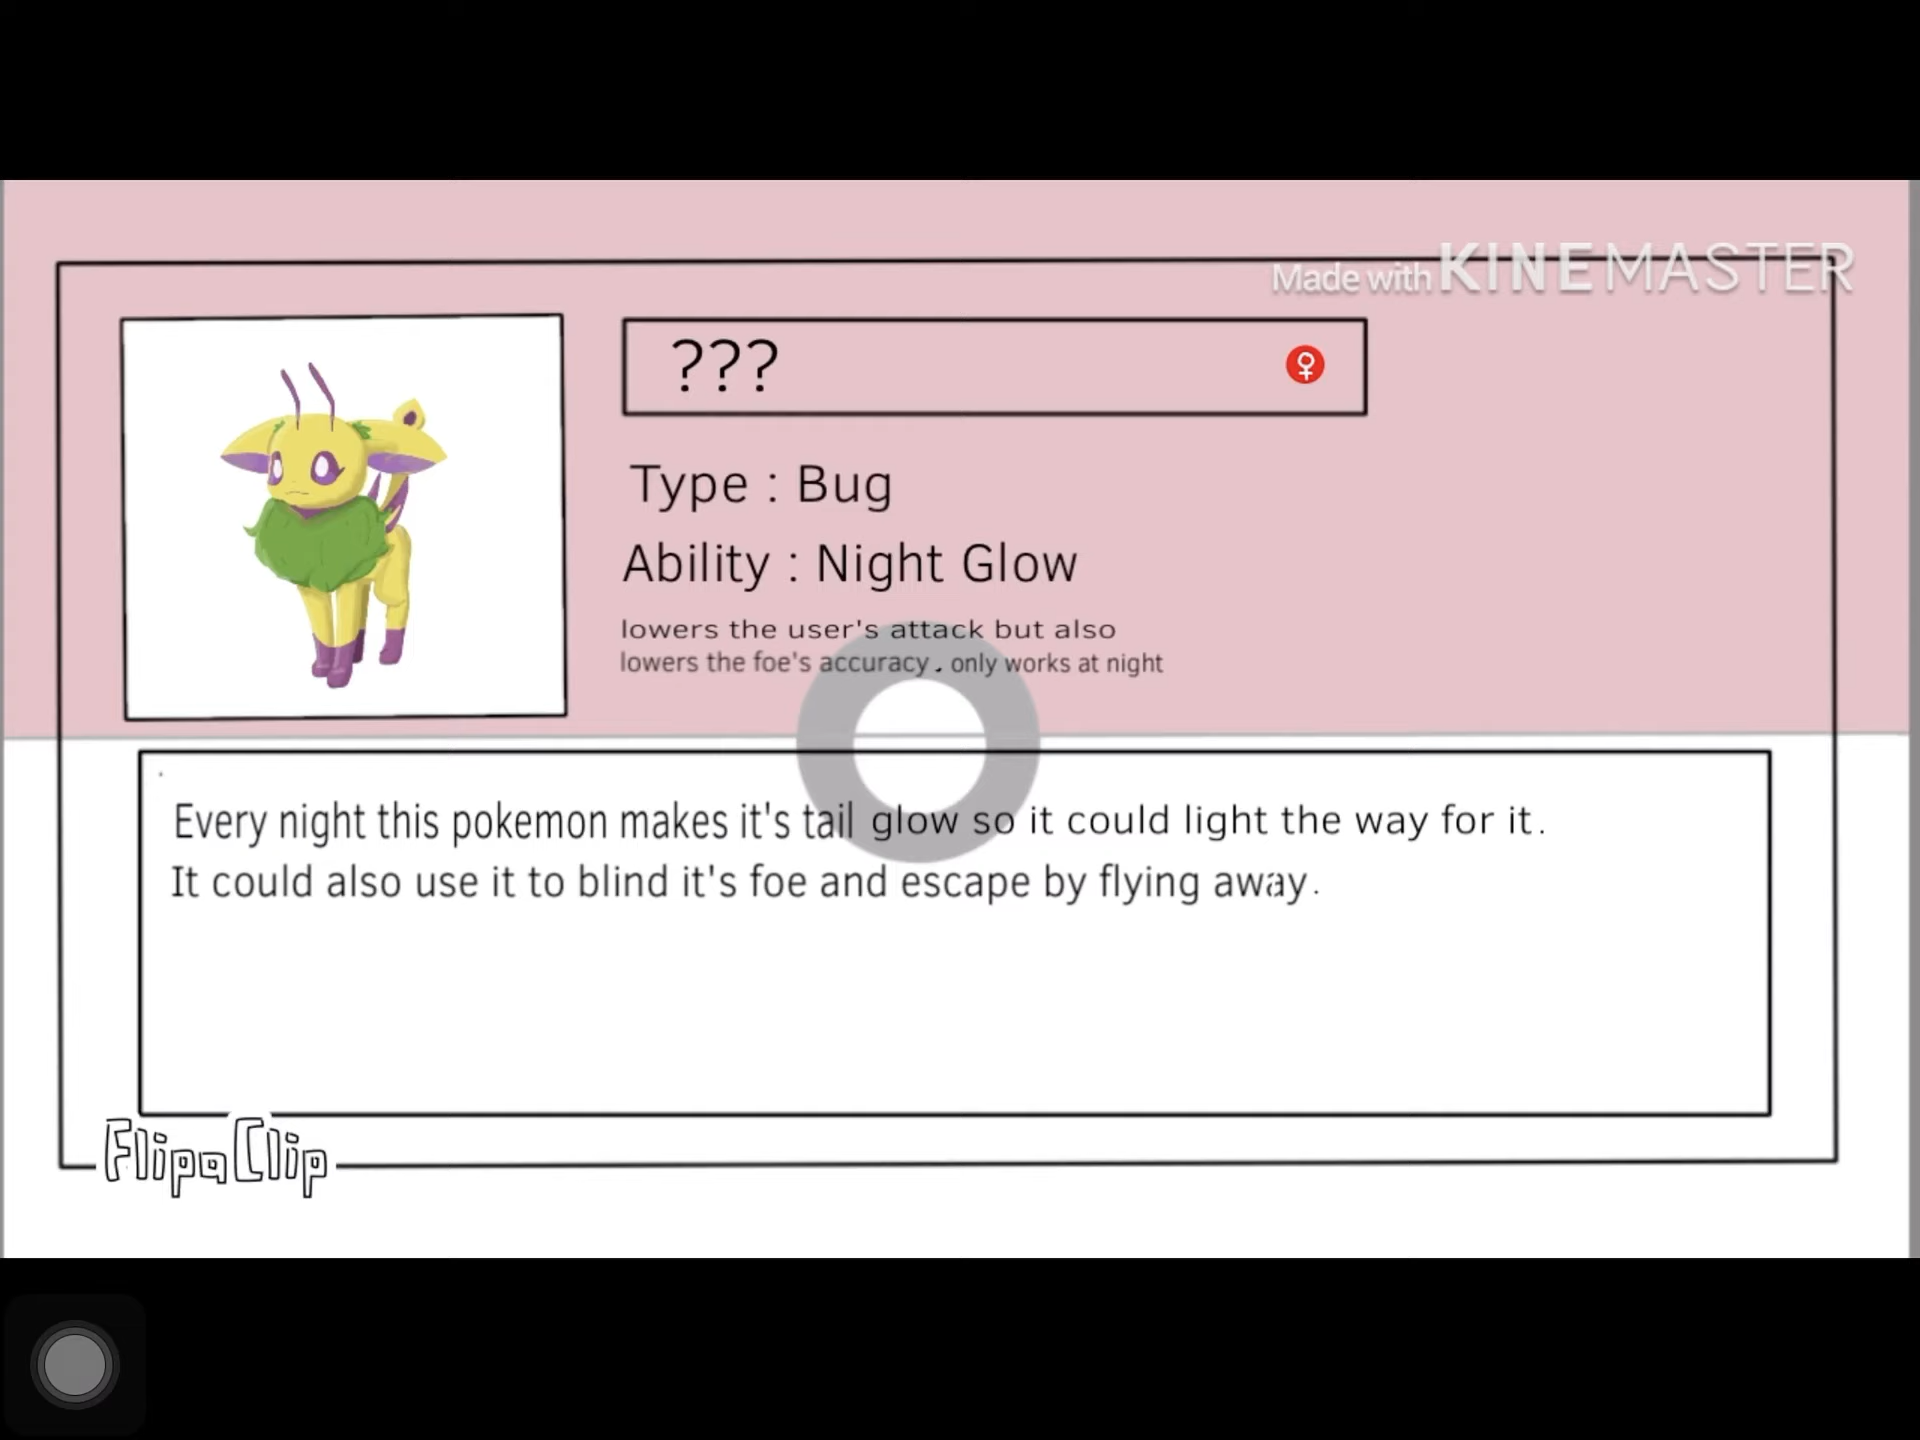 Made with KINEMASTER
???
Type : Bug
Ability : Night Glow
lowers the user's attack but also
lowers the foe's accuracy . only works at night
Every night this pokemon makes it's tail glow so it could light the way for it .
It could also use it to blind it's foe and escape by flying away .
FlipaClip